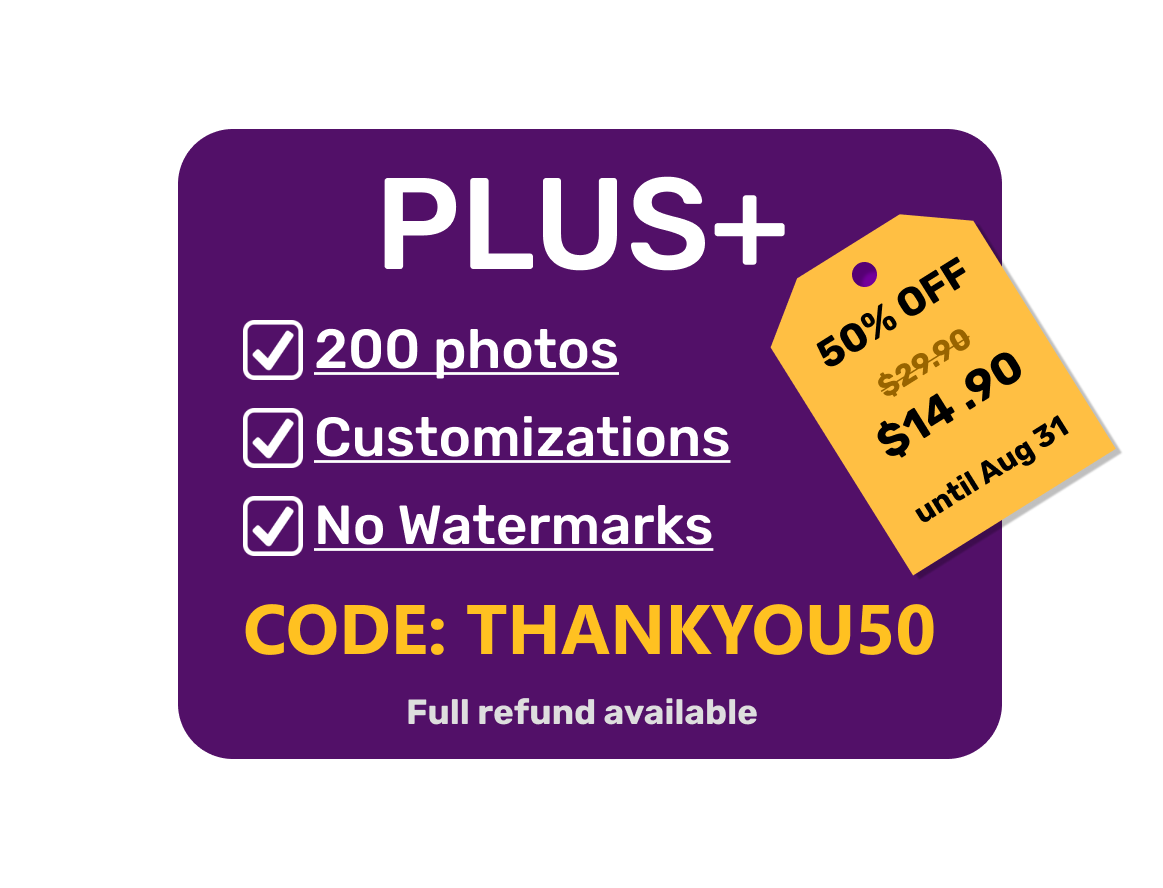 PLUS+
200 photos
Customizations
No Watermarks
50% OFF
$29.90
$14 .90
until Aug 31
CODE: THANKYOU50
Full refund available